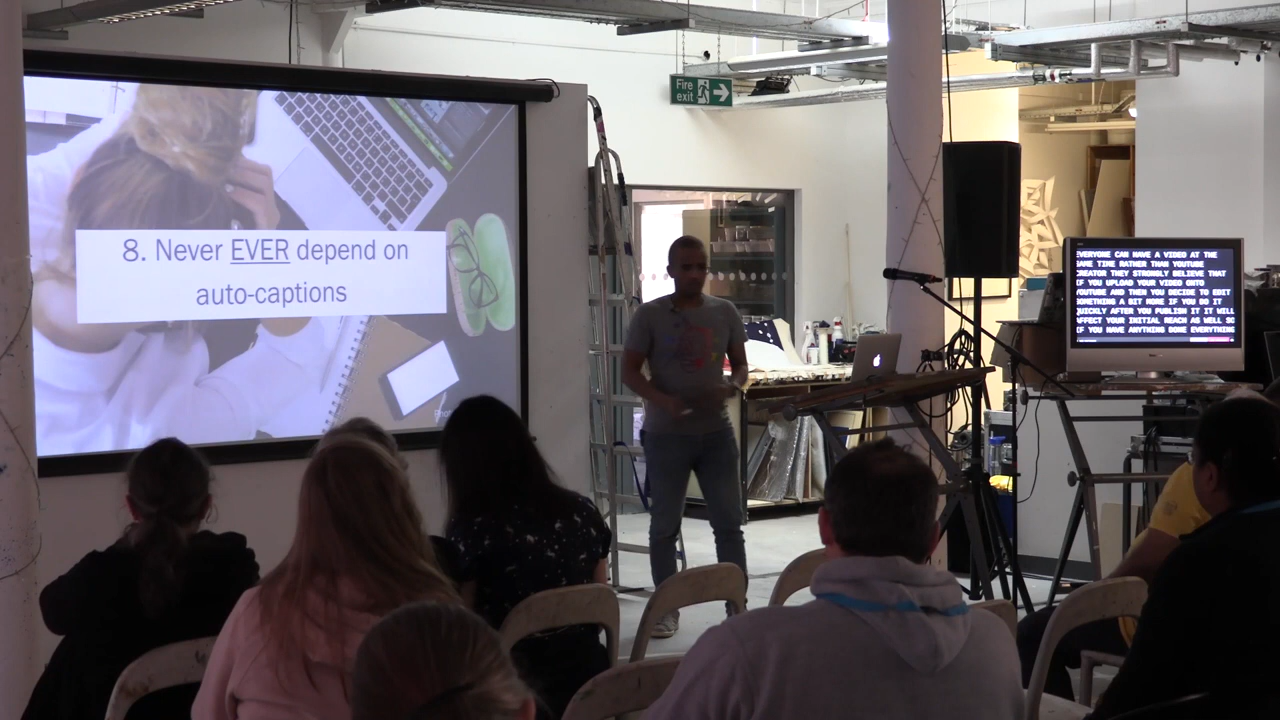 8. Never EVER depend on
auto-captions
Fire
exit
EVERYONE CAN HAVE A VIDEO AT THE
SAME TIME RATHER THAN YOUTUBE
CREATOR THEY STRONGLY BELIEVE THAT
IF YOU UPLOAD YOUR VIDEO ONTO
YOUTUBE AND THEN YOU DECIDE TO EDIT
SOMETHING A BIT MORE IF YOU DO IT
QUICKLY AFTER YOU PUBLISH IT IT WILL
AFFECT YOUR INITIAL REACH AS WELL SO
IF YOU HAVE ANYTHING DONE EVERYTHING